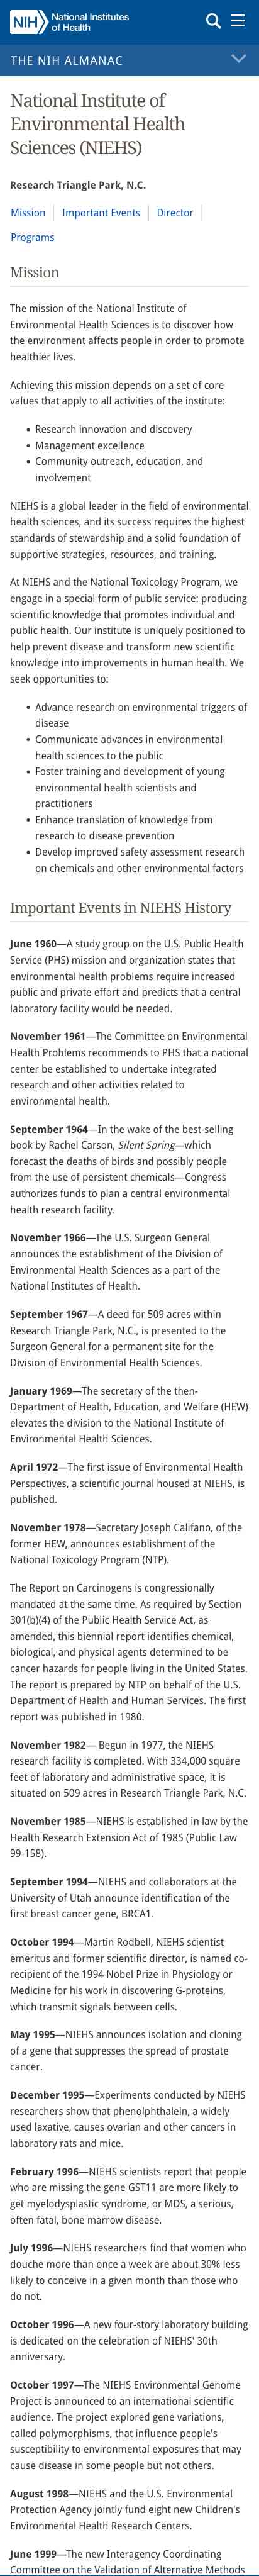 NIH National Institutes
of Health
THE NIH ALMANAC
National Institute of
Environmental Health
Sciences (NIEHS)
Research Triangle Park, N.C.
Mission
Important Events
Director
Programs
Mission
The mission of the National Institute of
Environmental Health Sciences is to discover how
the environment affects people in order to promote
healthier lives.
Achieving this mission depends on a set of core
values that apply to all activities of the institute:
• Research innovation and discovery
• Management excellence
• Community outreach, education, and
involvement
NIEHS is a global leader in the field of environmental
health sciences, and its success requires the highest
standards of stewardship and a solid foundation of
supportive strategies, resources, and training.
At NIEHS and the National Toxicology Program, we
engage in a special form of public service: producing
scientific knowledge that promotes individual and
public health. Our institute is uniquely positioned to
help prevent disease and transform new scientific
knowledge into improvements in human health. We
seek opportunities to:
• Advance research on environmental triggers of
disease
• Communicate advances in environmental
health sciences to the public
• Foster training and development of young
environmental health scientists and
practitioners
• Enhance translation of knowledge from
research to disease prevention
• Develop improved safety assessment research
on chemicals and other environmental factors
Important Events in NIEHS History
June 1960—A study group on the U.S. Public Health
Service (PHS) mission and organization states that
environmental health problems require increased
public and private effort and predicts that a central
laboratory facility would be needed.
November 1961—The Committee on Environmental
Health Problems recommends to PHS that a national
center be established to undertake integrated
research and other activities related to
environmental health.
September 1964—In the wake of the best-selling
book by Rachel Carson, Silent Spring—which
forecast the deaths of birds and possibly people
from the use of persistent chemicals—Congress
authorizes funds to plan a central environmental
health research facility.
November 1966—The U.S. Surgeon General
announces the establishment of the Division of
Environmental Health Sciences as a part of the
National Institutes of Health.
September 1967—A deed for 509 acres within
Research Triangle Park, N.C., is presented to the
Surgeon General for a permanent site for the
Division of Environmental Health Sciences.
January 1969—The secretary of the then-
Department of Health, Education, and Welfare (HEW)
elevates the division to the National Institute of
Environmental Health Sciences.
April 1972—The first issue of Environmental Health
Perspectives, a scientific journal housed at NIEHS, is
published.
November 1978—Secretary Joseph Califano, of the
former HEW, announces establishment of the
National Toxicology Program (NTP).
The Report on Carcinogens is congressionally
mandated at the same time. As required by Section
301(b)(4) of the Public Health Service Act, as
amended, this biennial report identifies chemical,
biological, and physical agents determined to be
cancer hazards for people living in the United States.
The report is prepared by NTP on behalf of the U.S.
Department of Health and Human Services. The first
report was published in 1980.
November 1982— Begun in 1977, the NIEHS
research facility is completed. With 334,000 square
feet of laboratory and administrative space, it is
situated on 509 acres in Research Triangle Park, N.C.
November 1985—NIEHS is established in law by the
Health Research Extension Act of 1985 (Public Law
99-158).
September 1994—NIEHS and collaborators at the
University of Utah announce identification of the
first breast cancer gene, BRCA1.
October 1994—Martin Rodbell, NIEHS scientist
emeritus and former scientific director, is named co-
recipient of the 1994 Nobel Prize in Physiology or
Medicine for his work in discovering G-proteins,
which transmit signals between cells.
May 1995—NIEHS announces isolation and cloning
of a gene that suppresses the spread of prostate
cancer.
December 1995—Experiments conducted by NIEHS
researchers show that phenolphthalein, a widely
used laxative, causes ovarian and other cancers in
laboratory rats and mice.
February 1996—NIEHS scientists report that people
who are missing the gene GST11 are more likely to
get myelodysplastic syndrome, or MDS, a serious,
often fatal, bone marrow disease.
July 1996—NIEHS researchers find that women who
douche more than once a week are about 30% less
likely to conceive in a given month than those who
do not.
October 1996—A new four-story laboratory building
is dedicated on the celebration of NIEHS' 30th
anniversary.
October 1997—The NIEHS Environmental Genome
Project is announced to an international scientific
audience. The project explored gene variations,
called polymorphisms, that influence people's
susceptibility to environmental exposures that may
cause disease in some people but not others.
August 1998—NIEHS and the U.S. Environmental
Protection Agency jointly fund eight new Children's
Environmental Health Research Centers.
June 1999—The new Interagency Coordinating
Committee on the Validation of Alternative Methods